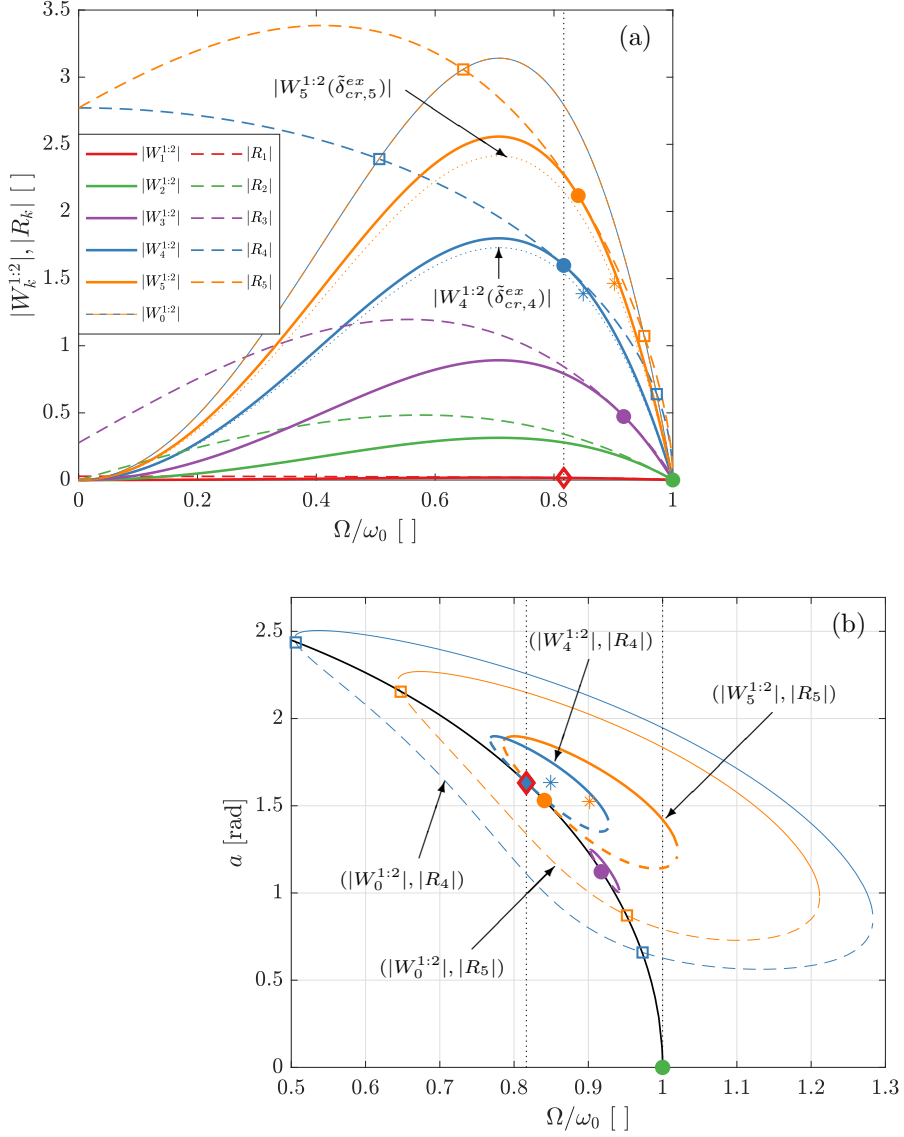 (a)
3.5
3
2.5
2
1.5
1
0.5
0
|W_k^{1:2}|, |R_k| [ ]
|W_5^{1:2}(δ̃_{cr,5}^{ex})|
|W_1^{1:2}| |R_1|
|W_2^{1:2}| |R_2|
|W_3^{1:2}| |R_3|
|W_4^{1:2}| |R_4|
|W_5^{1:2}| |R_5|
|W_0^{1:2}|
|W_4^{1:2}(δ̃_{cr,4}^{ex})|
0 0.2 0.4 0.6 0.8 1
Ω/ω_0 [ ]
(b)
2.5
2
1.5
1
0.5
0
a [rad]
(|W_4^{1:2}|, |R_4|)
(|W_5^{1:2}|, |R_5|)
(|W_0^{1:2}|, |R_4|)
(|W_0^{1:2}|, |R_5|)
0.5 0.6 0.7 0.8 0.9 1 1.1 1.2 1.3
Ω/ω_0 [ ]